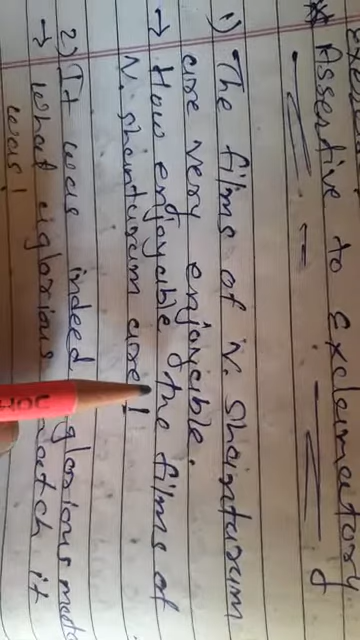 * Assertive to Exclamatory.
1) The films of V. Shantaram
are very enjoyable.
→ How enjoyable the films of
V. Shantaram are!
2) It was indeed glorious
→ What a glorious match it
was!